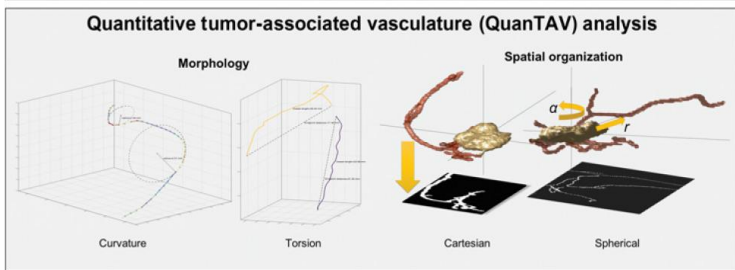 Quantitative tumor-associated vasculature (QuanTAV) analysis
Morphology
Spatial organization
α
r
Curvature
Torsion
Cartesian
Spherical